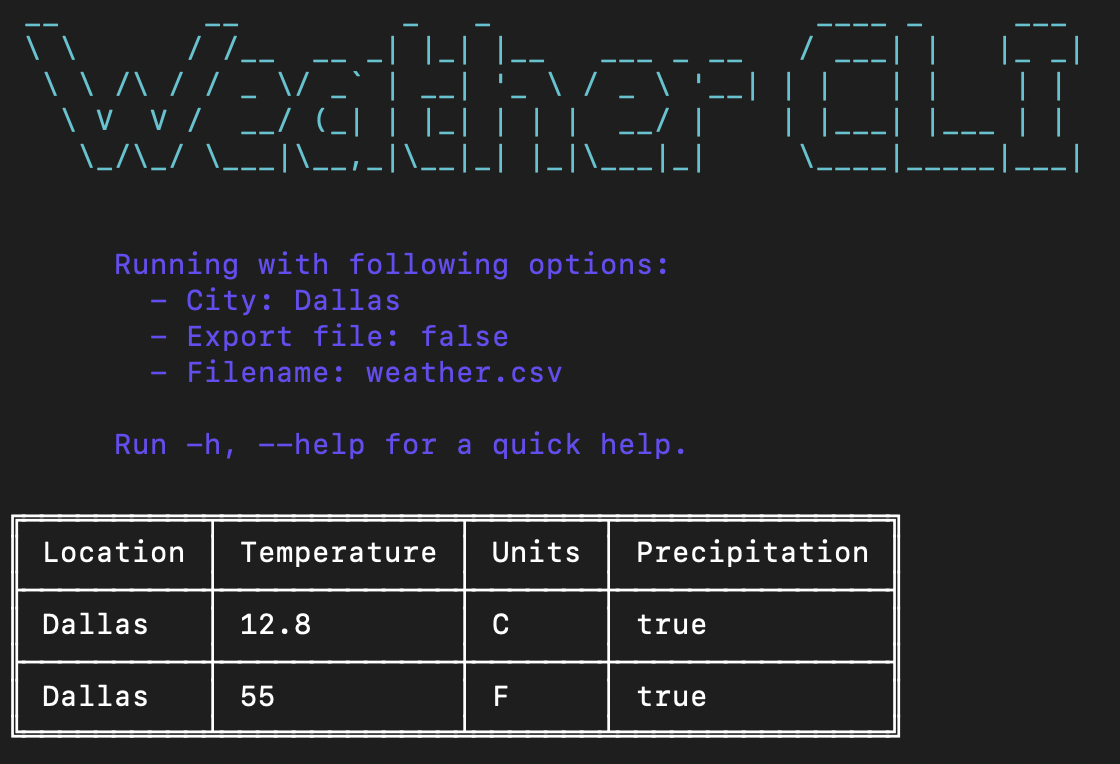 Weather CLI
Running with following options:
- City: Dallas
- Export file: false
- Filename: weather.csv
Run -h, --help for a quick help.
Location Temperature Units Precipitation
Dallas 12.8 C true
Dallas 55 F true